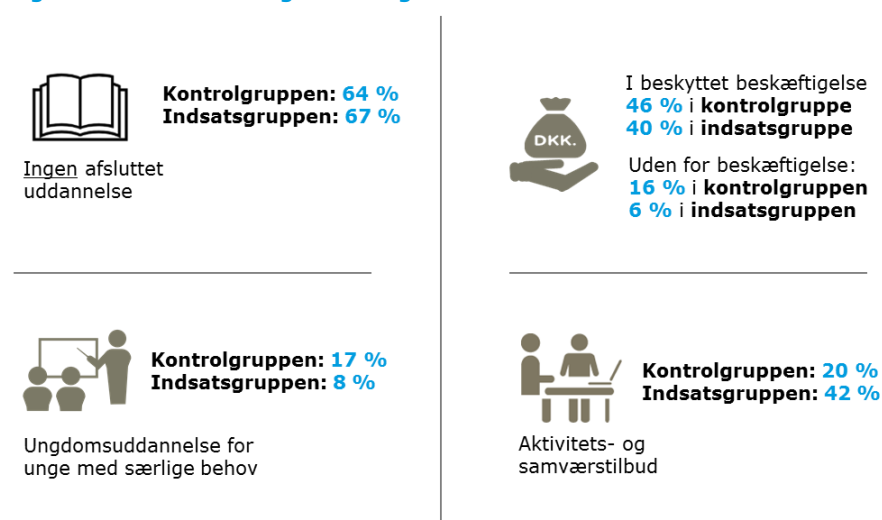 Kontrolgruppen: 64 %
Indsatsgruppen: 67 %
Ingen afsluttet
uddannelse
I beskyttet beskæftigelse
46 % i kontrolgruppe
40 % i indsatsgruppe
DKK.
Uden for beskæftigelse:
16 % i kontrolgruppen
6 % i indsatsgruppen
Kontrolgruppen: 17 %
Indsatsgruppen: 8 %
Ungdomsuddannelse for
unge med særlige behov
Kontrolgruppen: 20 %
Indsatsgruppen: 42 %
Aktivitets- og
samværstilbud